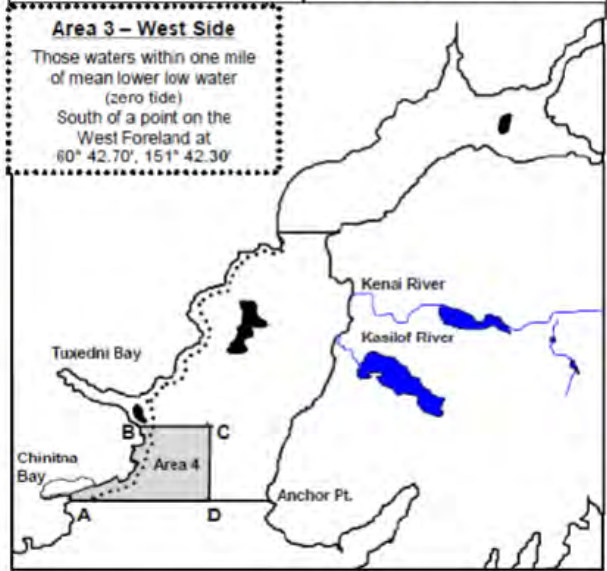 Area 3 – West Side
Those waters within one mile
of mean lower low water
(zero tide)
South of a point on the
West Foreland at
60° 42.70', 151° 42.30'
Kenai River
Kasilof River
Tuxedni Bay
B
C
Chinitna
Bay
Area 4
Anchor Pt.
A
D